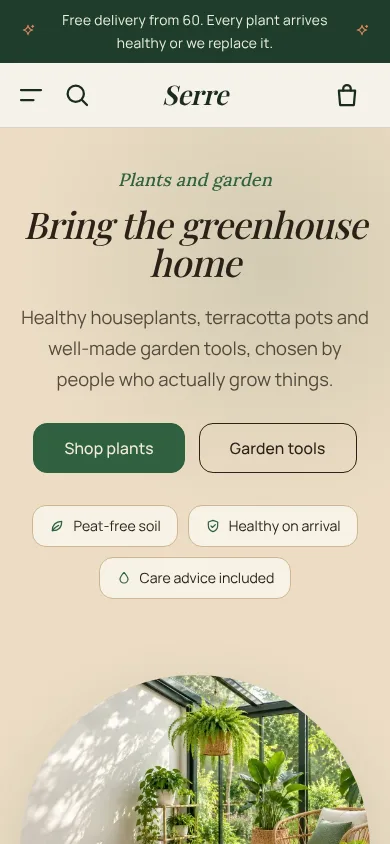 Free delivery from 60. Every plant arrives
healthy or we replace it.
Serre
Plants and garden
Bring the greenhouse
home
Healthy houseplants, terracotta pots and
well-made garden tools, chosen by
people who actually grow things.
Shop plants
Garden tools
Peat-free soil
Healthy on arrival
Care advice included